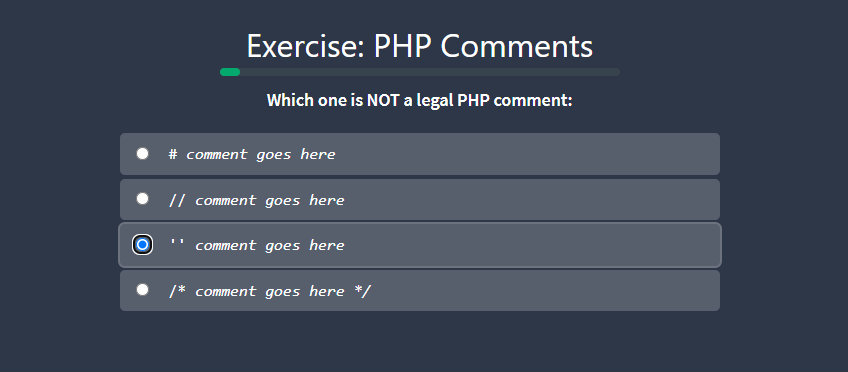 Exercise: PHP Comments
Which one is NOT a legal PHP comment:
# comment goes here
// comment goes here
'' comment goes here
/* comment goes here */